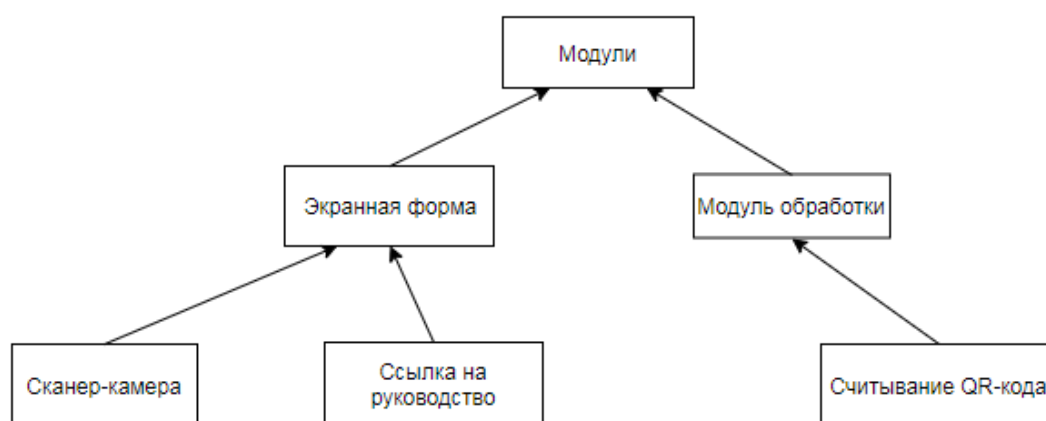 Модули
Экранная форма
Модуль обработки
Сканер-камера
Ссылка на
руководство
Считывание QR-кода